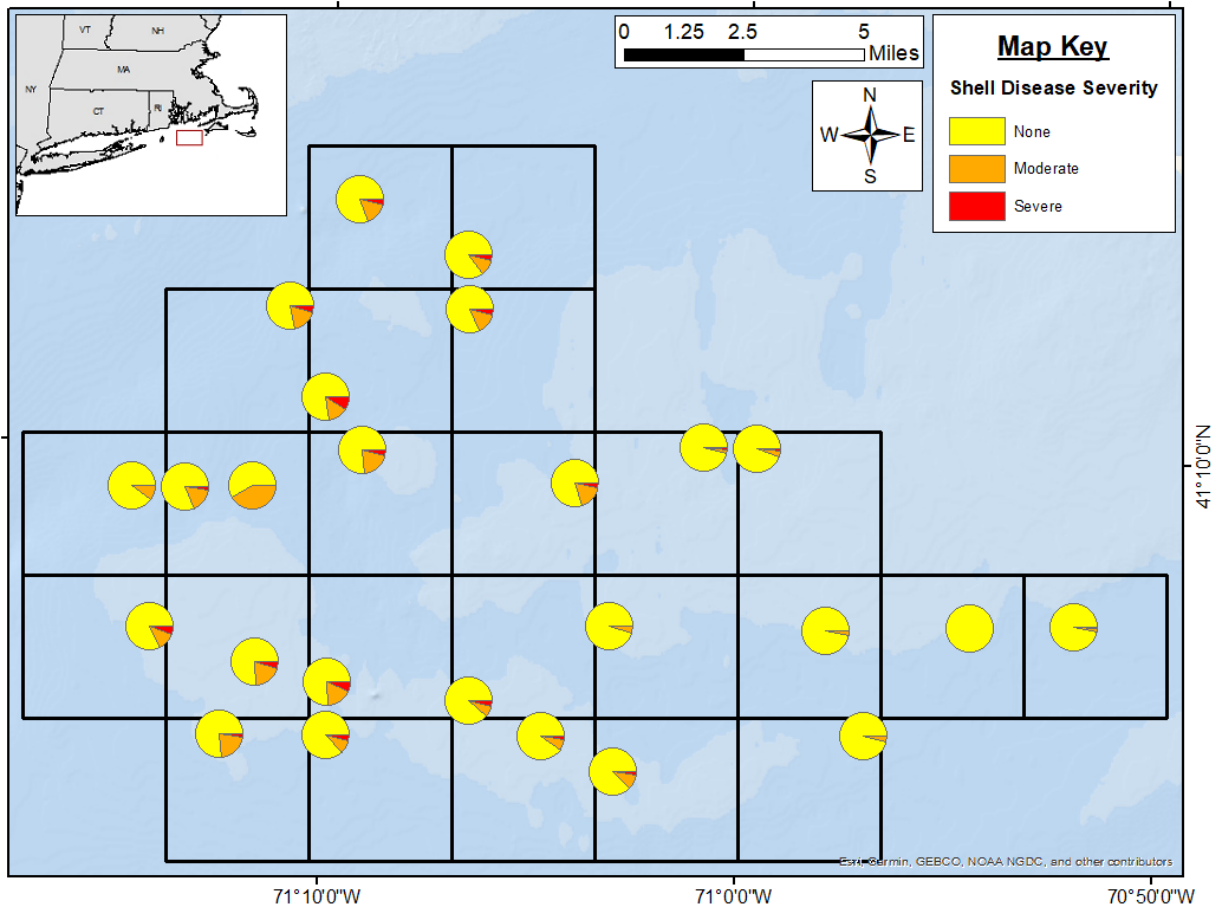 VT
NH
NY
MA
CT
RI
0 1.25 2.5 5
Miles
N
W E
S
Map Key
Shell Disease Severity
None
Moderate
Severe
41°10'0"N
Esri, Garmin, GEBCO, NOAA NGDC, and other contributors
71°10'0"W 71°0'0"W 70°50'0"W